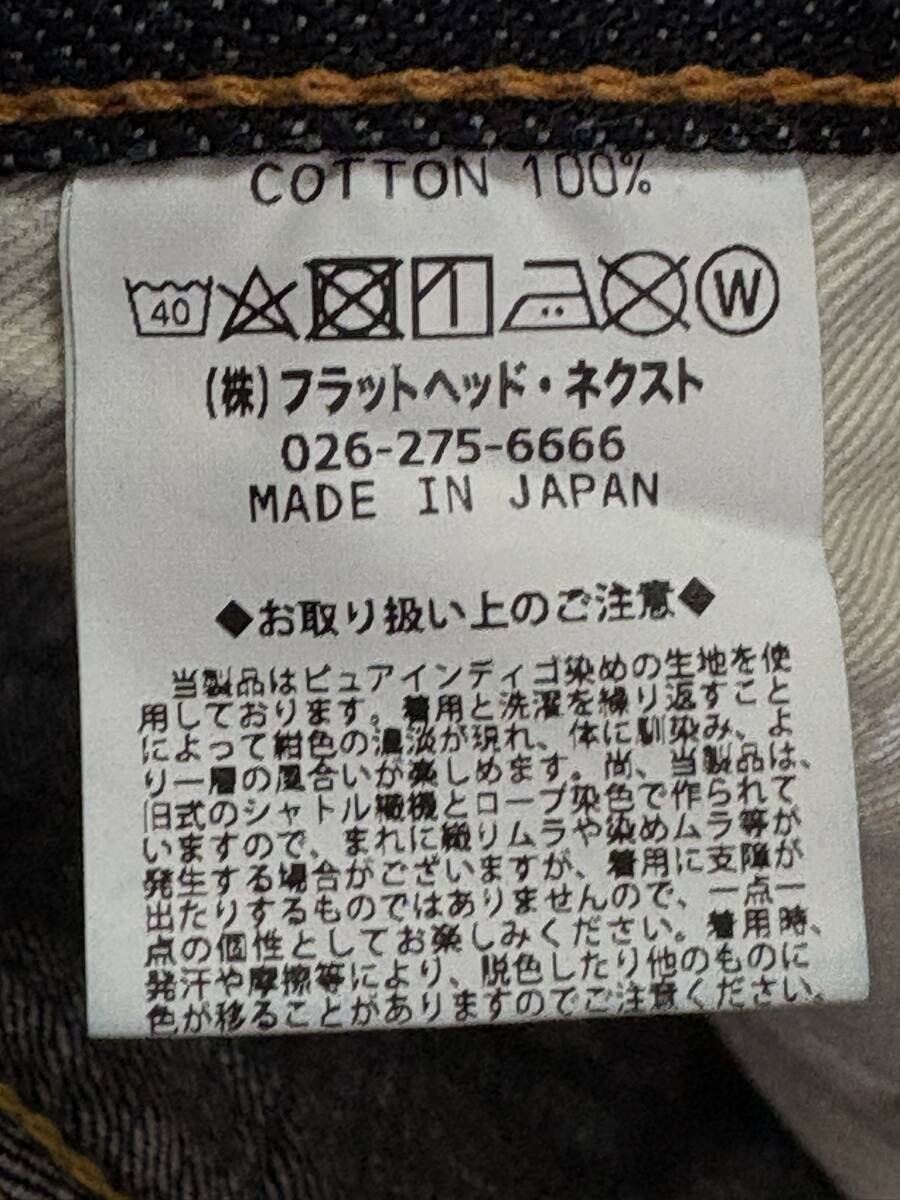 COTTON 100%
40
W
(株)フラットヘッド・ネクスト
026-275-6666
MADE IN JAPAN
◆お取り扱い上のご注意◆
当製品はピュアインディゴ染めの生地を使
用しております。着用と洗濯を繰り返すこと
によって紺色の濃淡が現れ、体に馴染み、よ
り一層の風合いが楽しめます。尚、当製品は、
旧式のシャトル織機とロープ染色で作られて
いますので、まれに織りムラや染めムラ等が
発生する場合がございますが、着用に支障が
出たりするものではありませんので、一点一
点の個性としてお楽しみください。着用時、
発汗や摩擦等により、脱色したり他のものに
色が移ることがありますのでご注意ください。